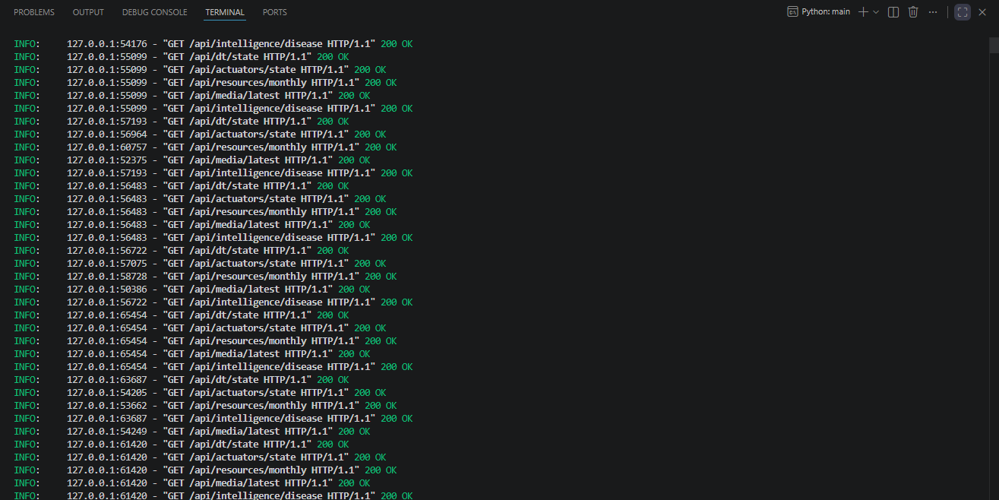 PROBLEMS OUTPUT DEBUG CONSOLE TERMINAL PORTS Python: main
INFO: 127.0.0.1:54176 - "GET /api/intelligence/disease HTTP/1.1" 200 OK
INFO: 127.0.0.1:55099 - "GET /api/dt/state HTTP/1.1" 200 OK
INFO: 127.0.0.1:55099 - "GET /api/actuators/state HTTP/1.1" 200 OK
INFO: 127.0.0.1:55099 - "GET /api/resources/monthly HTTP/1.1" 200 OK
INFO: 127.0.0.1:55099 - "GET /api/media/latest HTTP/1.1" 200 OK
INFO: 127.0.0.1:55099 - "GET /api/intelligence/disease HTTP/1.1" 200 OK
INFO: 127.0.0.1:57193 - "GET /api/dt/state HTTP/1.1" 200 OK
INFO: 127.0.0.1:56964 - "GET /api/actuators/state HTTP/1.1" 200 OK
INFO: 127.0.0.1:60757 - "GET /api/resources/monthly HTTP/1.1" 200 OK
INFO: 127.0.0.1:52375 - "GET /api/media/latest HTTP/1.1" 200 OK
INFO: 127.0.0.1:57193 - "GET /api/intelligence/disease HTTP/1.1" 200 OK
INFO: 127.0.0.1:56483 - "GET /api/dt/state HTTP/1.1" 200 OK
INFO: 127.0.0.1:56483 - "GET /api/actuators/state HTTP/1.1" 200 OK
INFO: 127.0.0.1:56483 - "GET /api/resources/monthly HTTP/1.1" 200 OK
INFO: 127.0.0.1:56483 - "GET /api/media/latest HTTP/1.1" 200 OK
INFO: 127.0.0.1:56483 - "GET /api/intelligence/disease HTTP/1.1" 200 OK
INFO: 127.0.0.1:56722 - "GET /api/dt/state HTTP/1.1" 200 OK
INFO: 127.0.0.1:57075 - "GET /api/actuators/state HTTP/1.1" 200 OK
INFO: 127.0.0.1:58728 - "GET /api/resources/monthly HTTP/1.1" 200 OK
INFO: 127.0.0.1:50386 - "GET /api/media/latest HTTP/1.1" 200 OK
INFO: 127.0.0.1:56722 - "GET /api/intelligence/disease HTTP/1.1" 200 OK
INFO: 127.0.0.1:65454 - "GET /api/dt/state HTTP/1.1" 200 OK
INFO: 127.0.0.1:65454 - "GET /api/actuators/state HTTP/1.1" 200 OK
INFO: 127.0.0.1:65454 - "GET /api/resources/monthly HTTP/1.1" 200 OK
INFO: 127.0.0.1:65454 - "GET /api/media/latest HTTP/1.1" 200 OK
INFO: 127.0.0.1:65454 - "GET /api/intelligence/disease HTTP/1.1" 200 OK
INFO: 127.0.0.1:63687 - "GET /api/dt/state HTTP/1.1" 200 OK
INFO: 127.0.0.1:54205 - "GET /api/actuators/state HTTP/1.1" 200 OK
INFO: 127.0.0.1:53662 - "GET /api/resources/monthly HTTP/1.1" 200 OK
INFO: 127.0.0.1:63687 - "GET /api/intelligence/disease HTTP/1.1" 200 OK
INFO: 127.0.0.1:54249 - "GET /api/media/latest HTTP/1.1" 200 OK
INFO: 127.0.0.1:61420 - "GET /api/dt/state HTTP/1.1" 200 OK
INFO: 127.0.0.1:61420 - "GET /api/actuators/state HTTP/1.1" 200 OK
INFO: 127.0.0.1:61420 - "GET /api/resources/monthly HTTP/1.1" 200 OK
INFO: 127.0.0.1:61420 - "GET /api/media/latest HTTP/1.1" 200 OK
INFO: 127.0.0.1:61420 - "GET /api/intelligence/disease HTTP/1.1" 200 OK